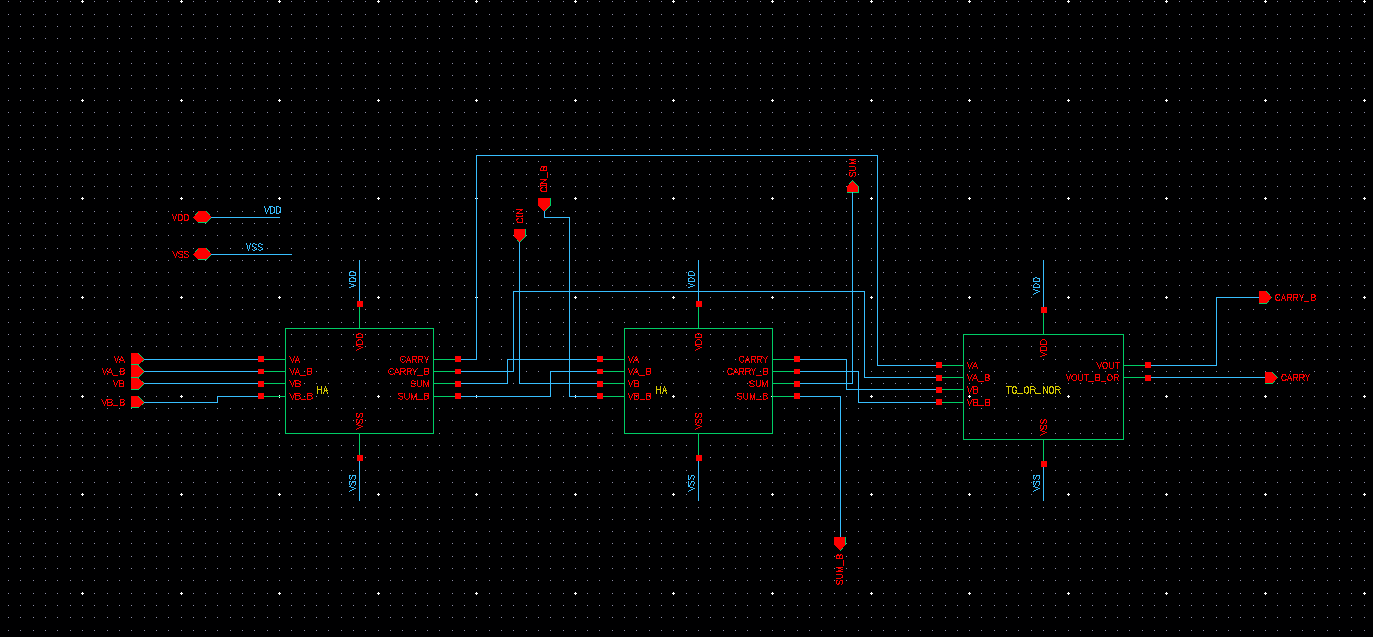 CIN_B
SUM
VDD
VDD
CIN
VSS
VSS
VDD
VDD
VDD
CARRY_B
VDD
VDD
VDD
VA
VA
CARRY
VA
CARRY
VA
VOUT
VA_B
VA_B
CARRY_B
VA_B
CARRY_B
VA_B
VOUT_B_OR
CARRY
VB
VB
HA
SUM
VB
HA
SUM
VB
TG_OR_NOR
VB_B
VB_B
SUM_B
VB_B
SUM_B
VB_B
VSS
VSS
VSS
VSS
VSS
VSS
SUM_B